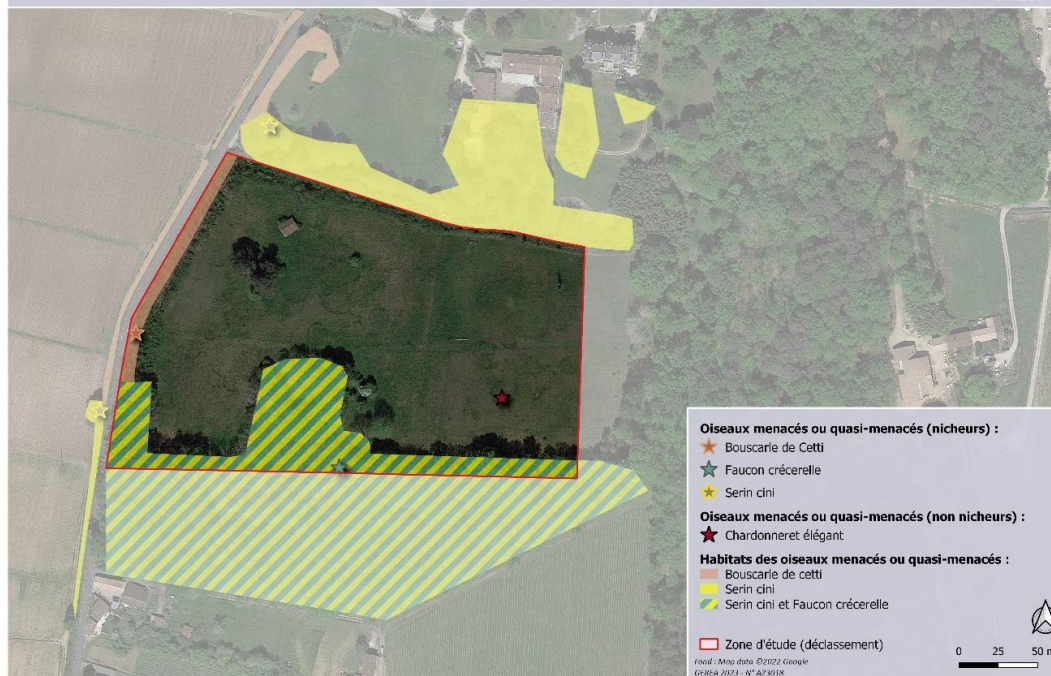 Oiseaux menacés ou quasi-menacés (nicheurs) :
Bouscarle de Cetti
Faucon crécerelle
Serin cini
Oiseaux menacés ou quasi-menacés (non nicheurs) :
Chardonneret élégant
Habitats des oiseaux menacés ou quasi-menacés :
Bouscarle de cetti
Serin cini
Serin cini et Faucon crécerelle
Zone d'étude (déclassement)
0 25 50 m
Fond : Map data ©2022 Google
GEREA 2023 - N° A23018